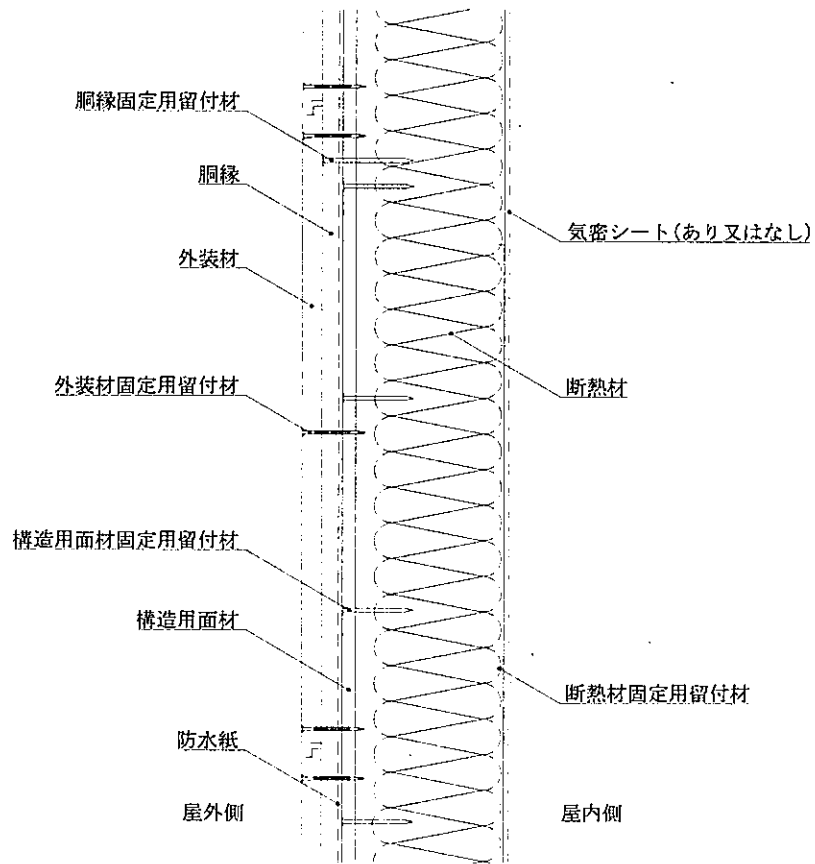 胴縁固定用留付材
胴縁
外装材
外装材固定用留付材
構造用面材固定用留付材
構造用面材
防水紙
屋外側
気密シート(あり又はなし)
断熱材
断熱材固定用留付材
屋内側